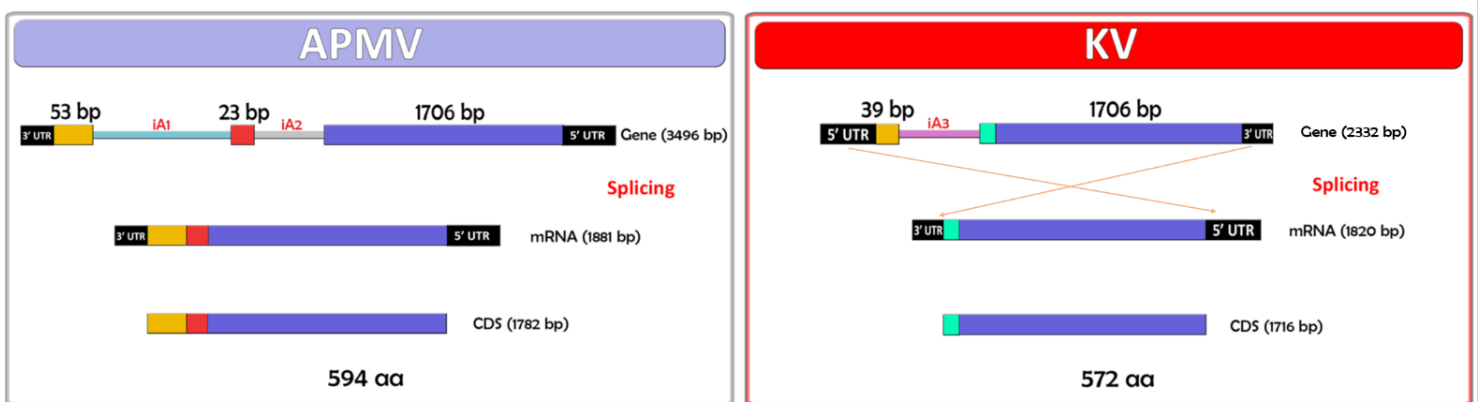 APMV
53 bp 23 bp 1706 bp
iA1 iA2
3' UTR 5' UTR Gene (3496 bp)
Splicing
3' UTR 5' UTR mRNA (1881 bp)
CDS (1782 bp)
594 aa
KV
39 bp 1706 bp
iA3
5' UTR 3' UTR Gene (2332 bp)
Splicing
3' UTR 5' UTR mRNA (1820 bp)
CDS (1716 bp)
572 aa